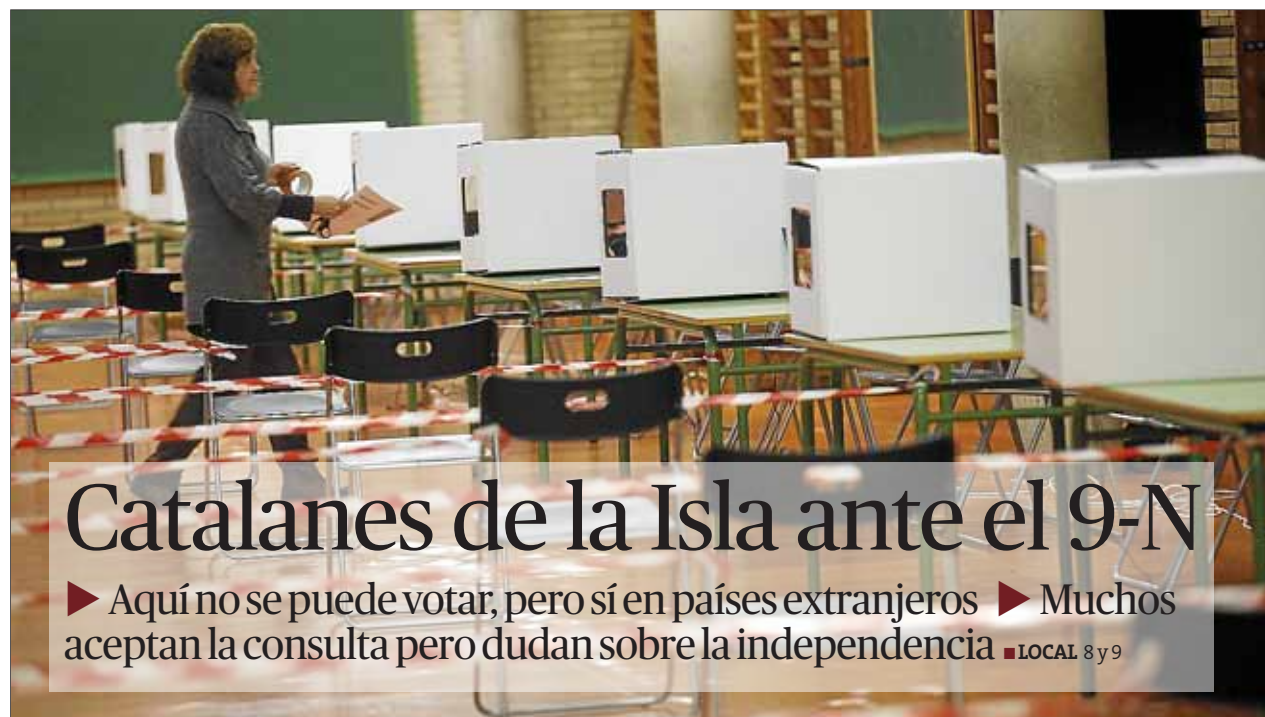 Catalanes de la Isla ante el 9-N
▶ Aquí no se puede votar, pero sí en países extranjeros ▶ Muchos
aceptan la consulta pero dudan sobre la independencia ■ LOCAL 8 y 9